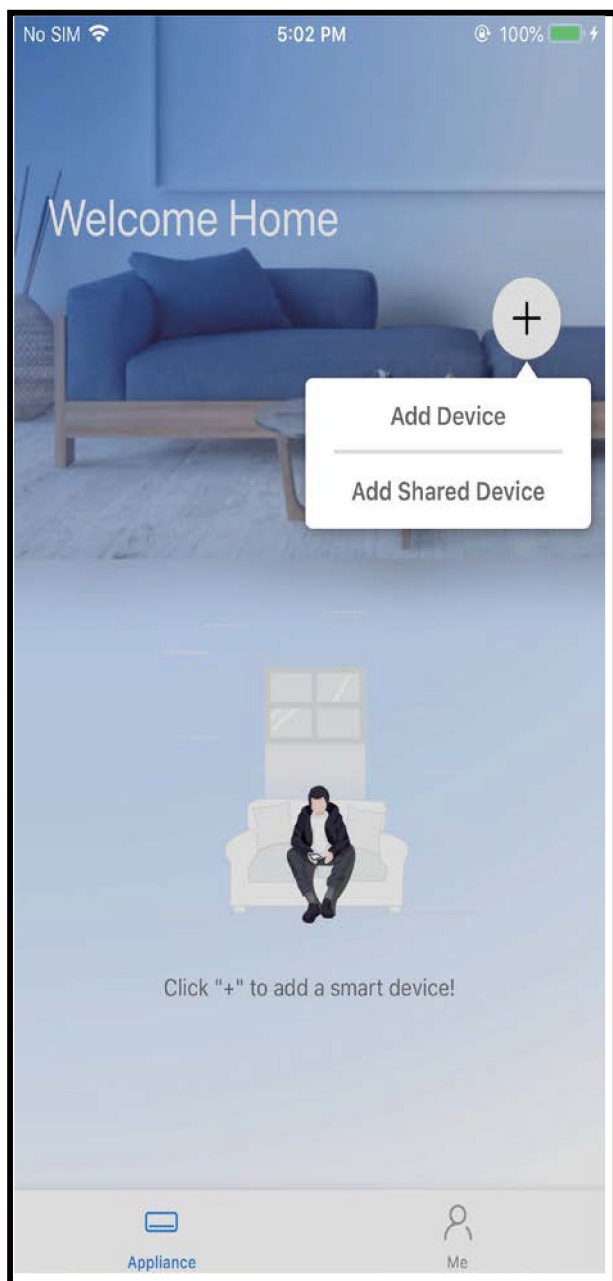 No SIM 5:02 PM 100%
Welcome Home
+
Add Device
Add Shared Device
Click "+" to add a smart device!
Appliance Me